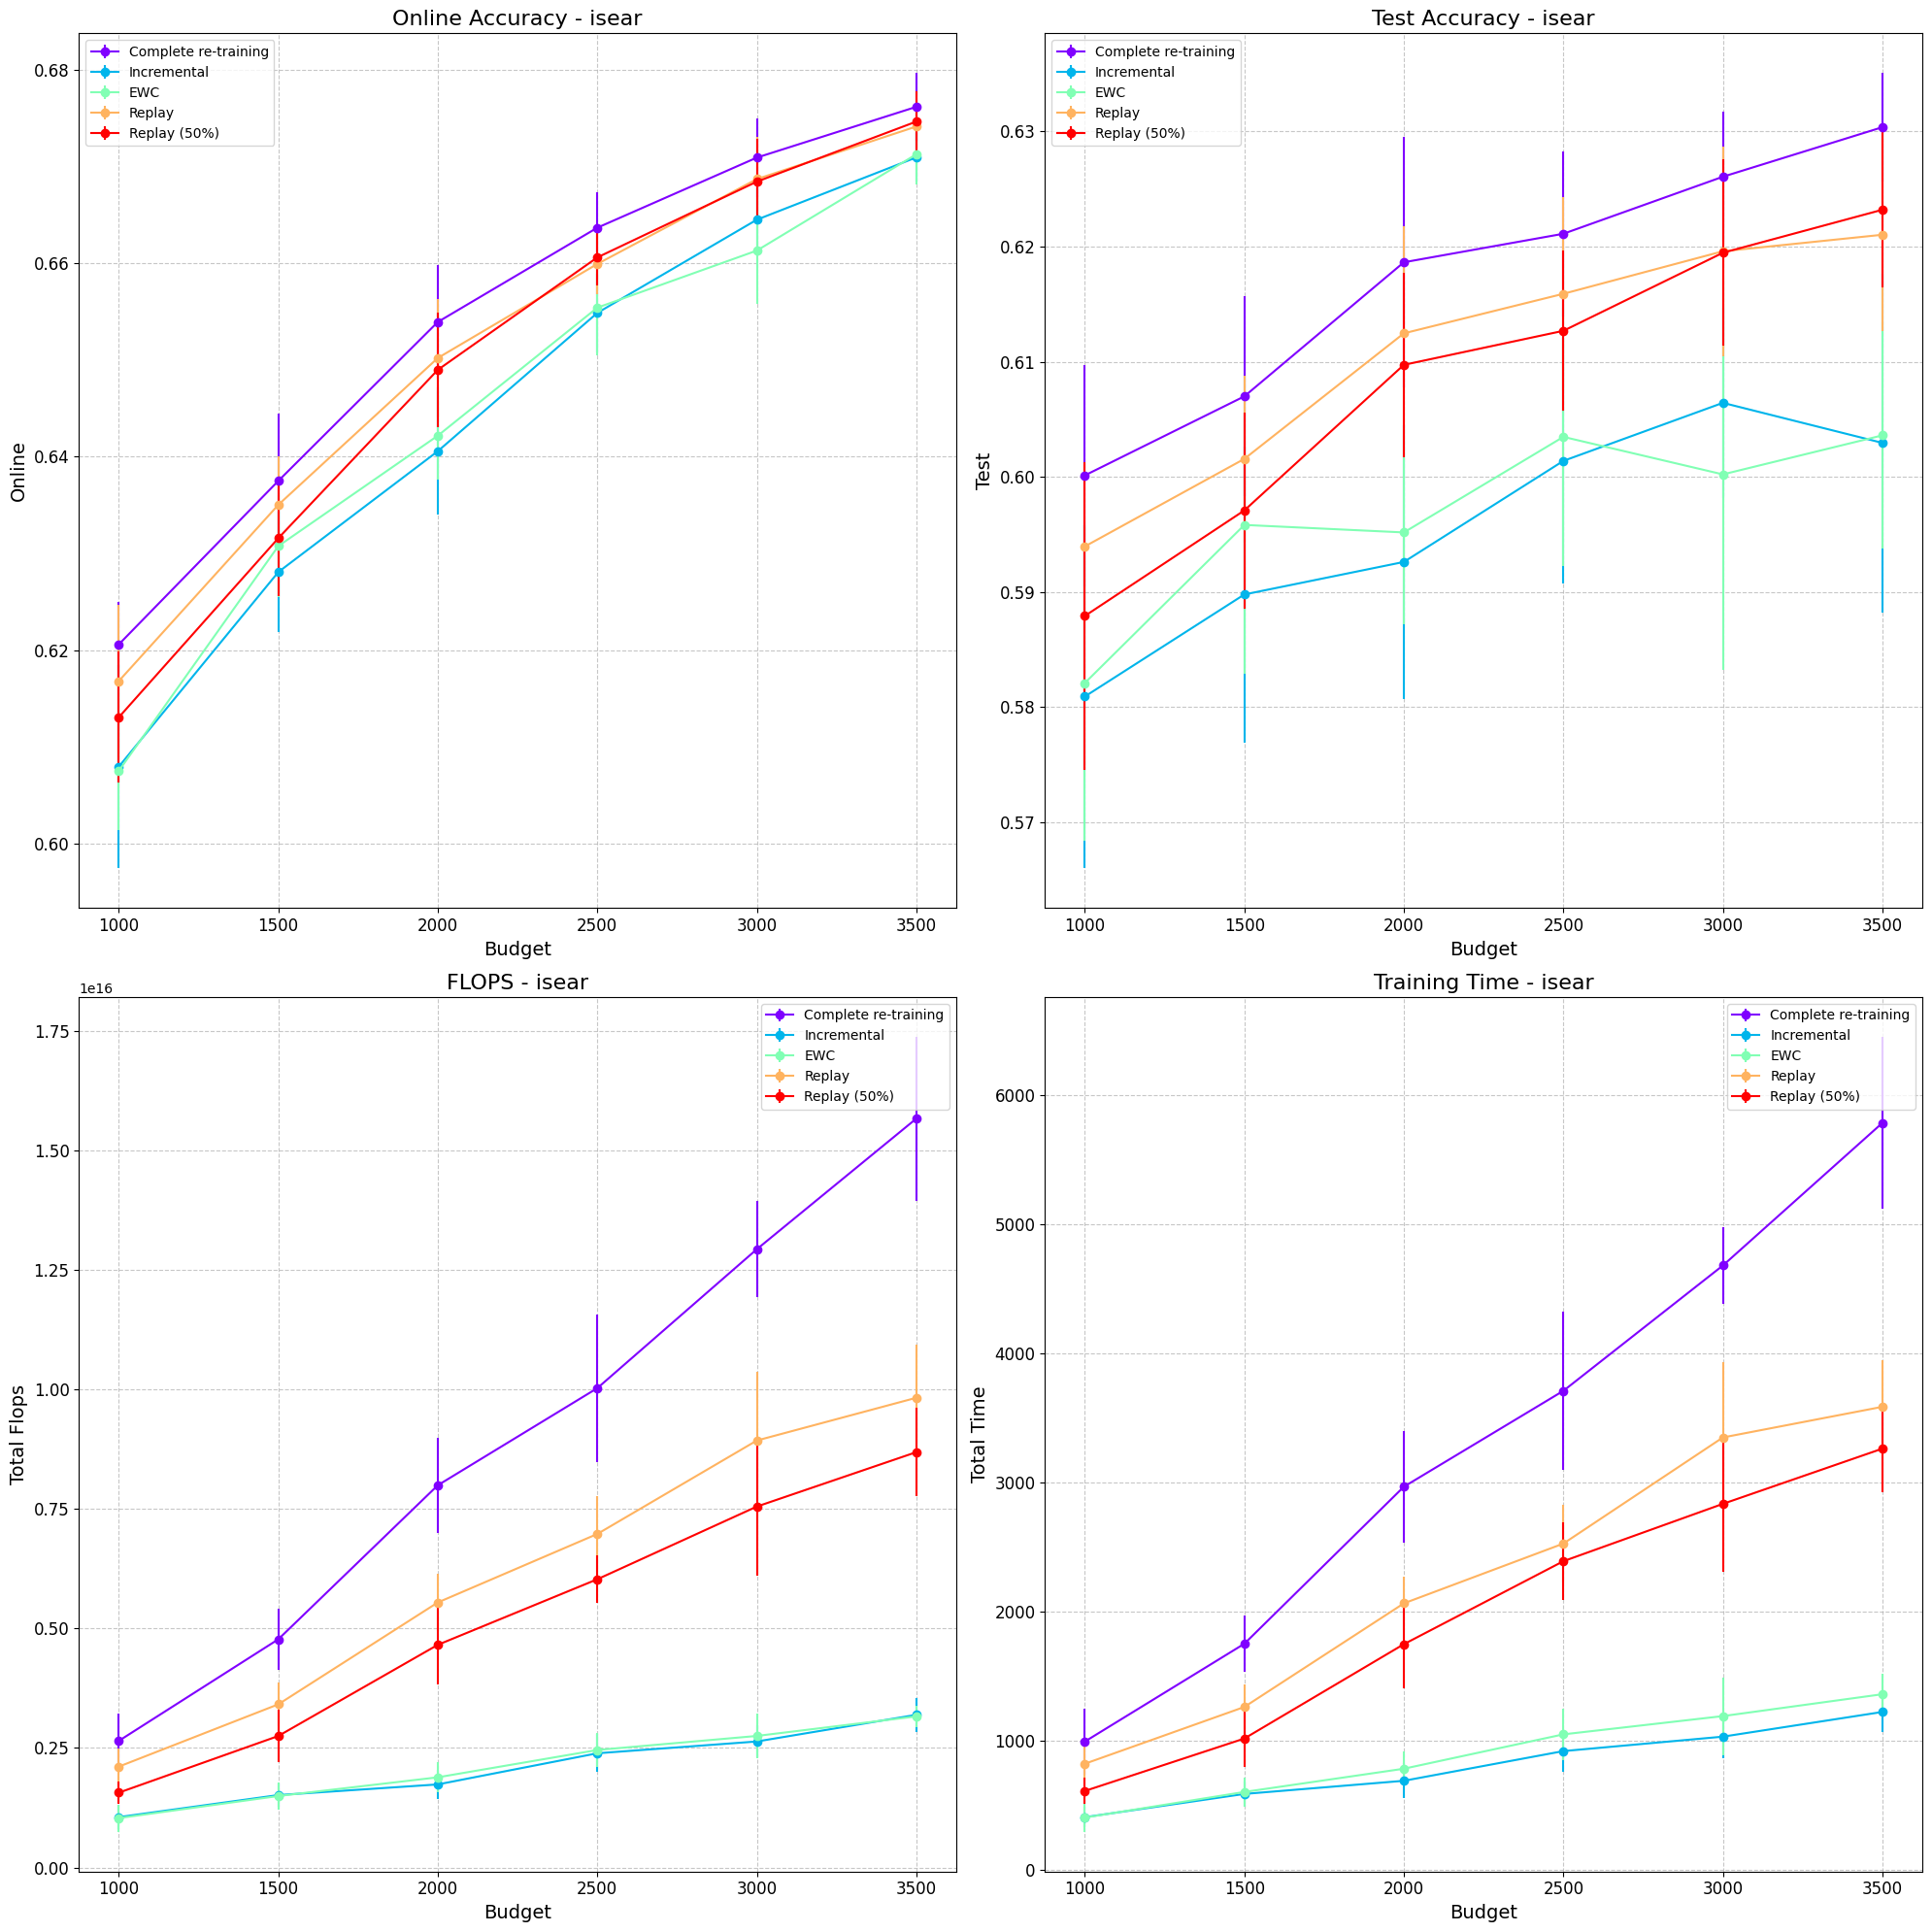 Online Accuracy - isear
Complete re-training
Incremental
EWC
Replay
Replay (50%)
0.68
0.66
0.64
0.62
0.60
Online
1000 1500 2000 2500 3000 3500
Budget
Test Accuracy - isear
Complete re-training
Incremental
EWC
Replay
Replay (50%)
0.63
0.62
0.61
0.60
0.59
0.58
0.57
Test
1000 1500 2000 2500 3000 3500
Budget
FLOPS - isear
1e16
Complete re-training
Incremental
EWC
Replay
Replay (50%)
1.75
1.50
1.25
1.00
0.75
0.50
0.25
0.00
Total Flops
1000 1500 2000 2500 3000 3500
Budget
Training Time - isear
Complete re-training
Incremental
EWC
Replay
Replay (50%)
6000
5000
4000
3000
2000
1000
0
Total Time
1000 1500 2000 2500 3000 3500
Budget